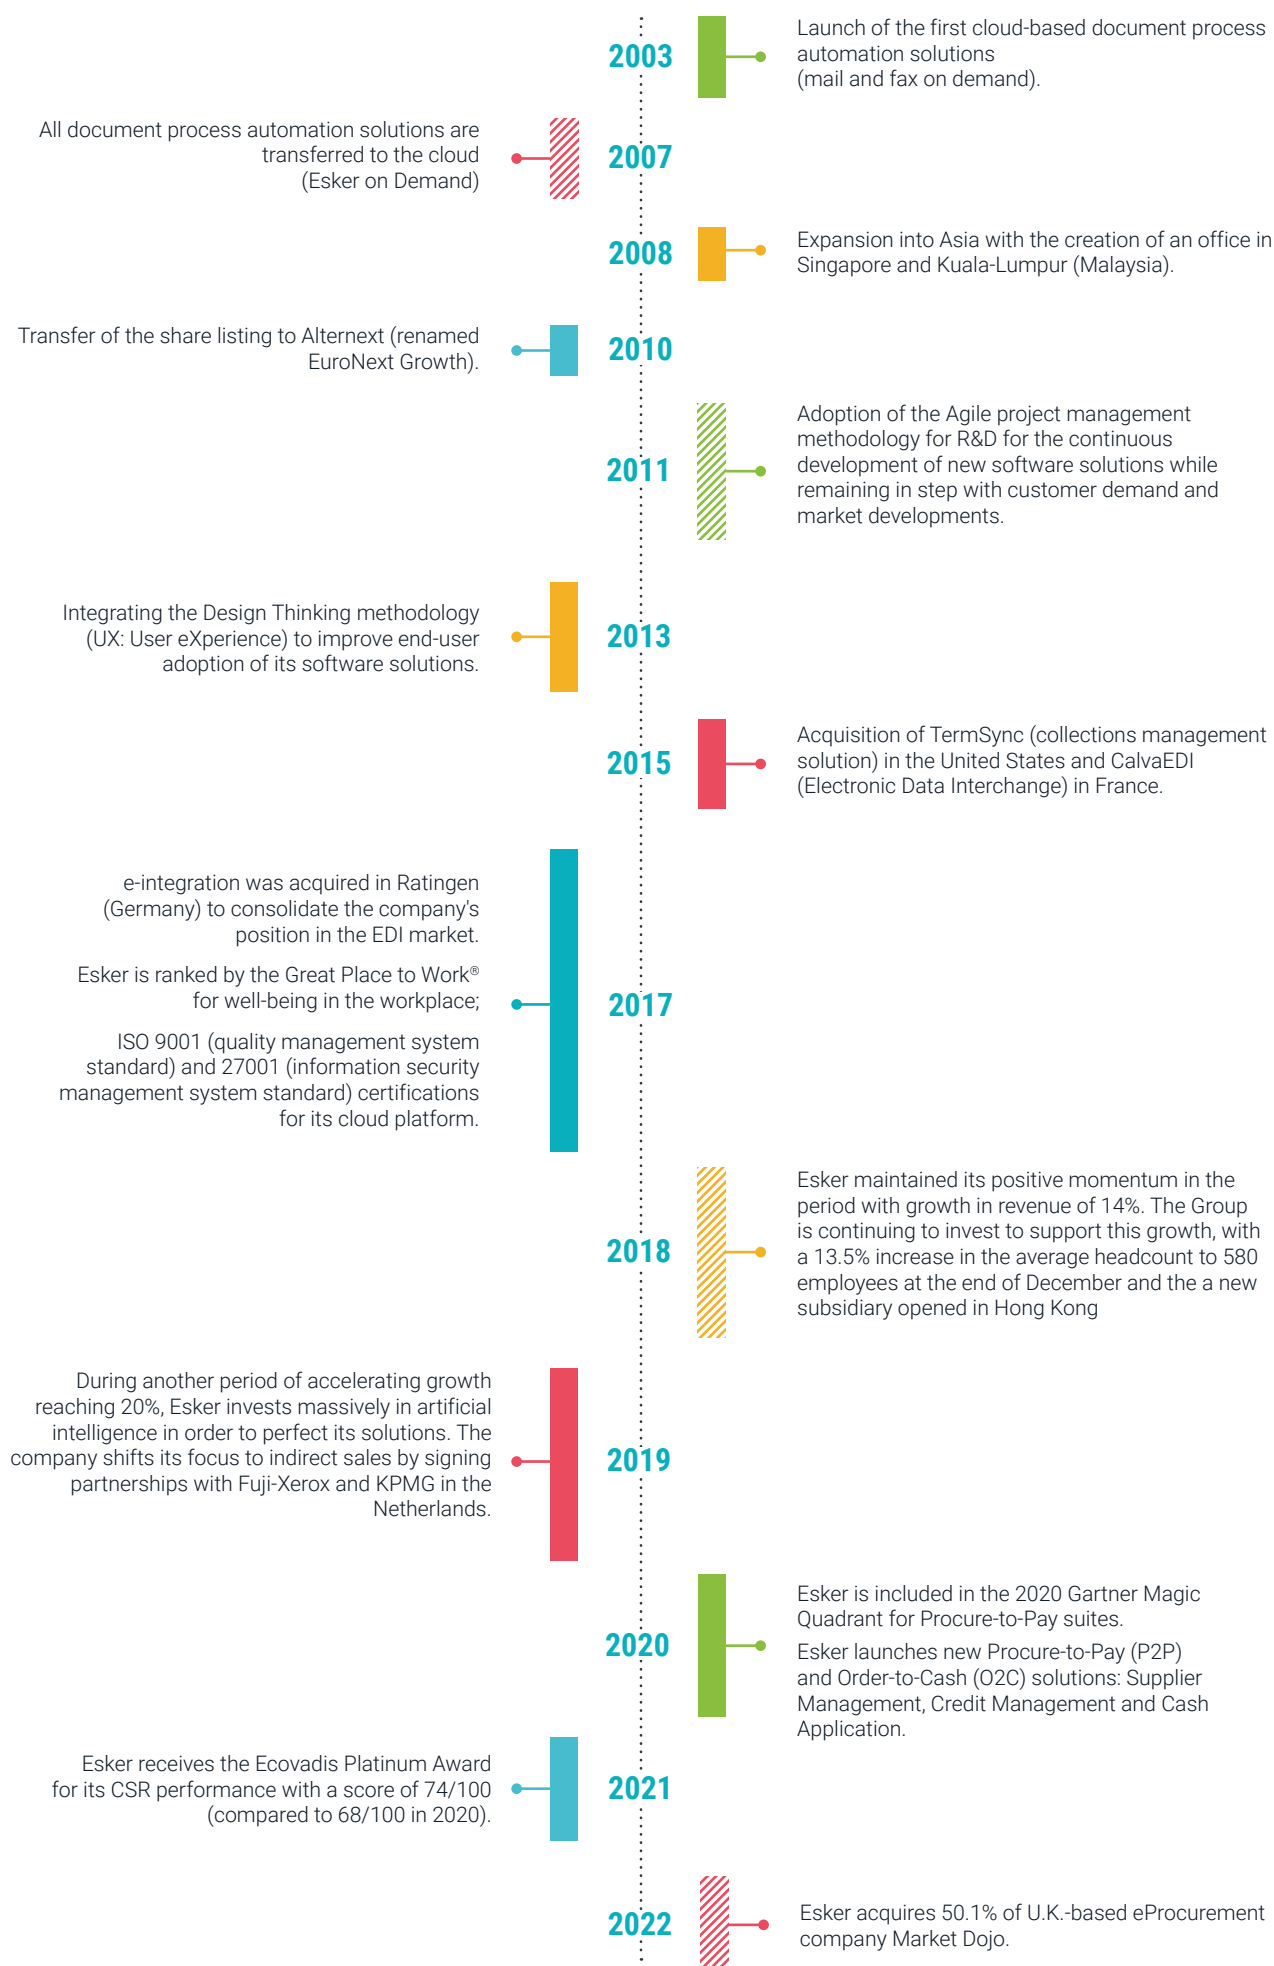 2003
Launch of the first cloud-based document process
automation solutions
(mail and fax on demand).
All document process automation solutions are
transferred to the cloud
(Esker on Demand)
2007
2008
Expansion into Asia with the creation of an office in
Singapore and Kuala-Lumpur (Malaysia).
Transfer of the share listing to Alternext (renamed
EuroNext Growth).
2010
2011
Adoption of the Agile project management
methodology for R&D for the continuous
development of new software solutions while
remaining in step with customer demand and
market developments.
Integrating the Design Thinking methodology
(UX: User eXperience) to improve end-user
adoption of its software solutions.
2013
2015
Acquisition of TermSync (collections management
solution) in the United States and CalvaEDI
(Electronic Data Interchange) in France.
e-integration was acquired in Ratingen
(Germany) to consolidate the company's
position in the EDI market.
Esker is ranked by the Great Place to Work®
for well-being in the workplace;
ISO 9001 (quality management system
standard) and 27001 (information security
management system standard) certifications
for its cloud platform.
2017
2018
Esker maintained its positive momentum in the
period with growth in revenue of 14%. The Group
is continuing to invest to support this growth, with
a 13.5% increase in the average headcount to 580
employees at the end of December and the a new
subsidiary opened in Hong Kong
During another period of accelerating growth
reaching 20%, Esker invests massively in artificial
intelligence in order to perfect its solutions. The
company shifts its focus to indirect sales by signing
partnerships with Fuji-Xerox and KPMG in the
Netherlands.
2019
2020
Esker is included in the 2020 Gartner Magic
Quadrant for Procure-to-Pay suites.
Esker launches new Procure-to-Pay (P2P)
and Order-to-Cash (O2C) solutions: Supplier
Management, Credit Management and Cash
Application.
Esker receives the Ecovadis Platinum Award
for its CSR performance with a score of 74/100
(compared to 68/100 in 2020).
2021
2022
Esker acquires 50.1% of U.K.-based eProcurement
company Market Dojo.